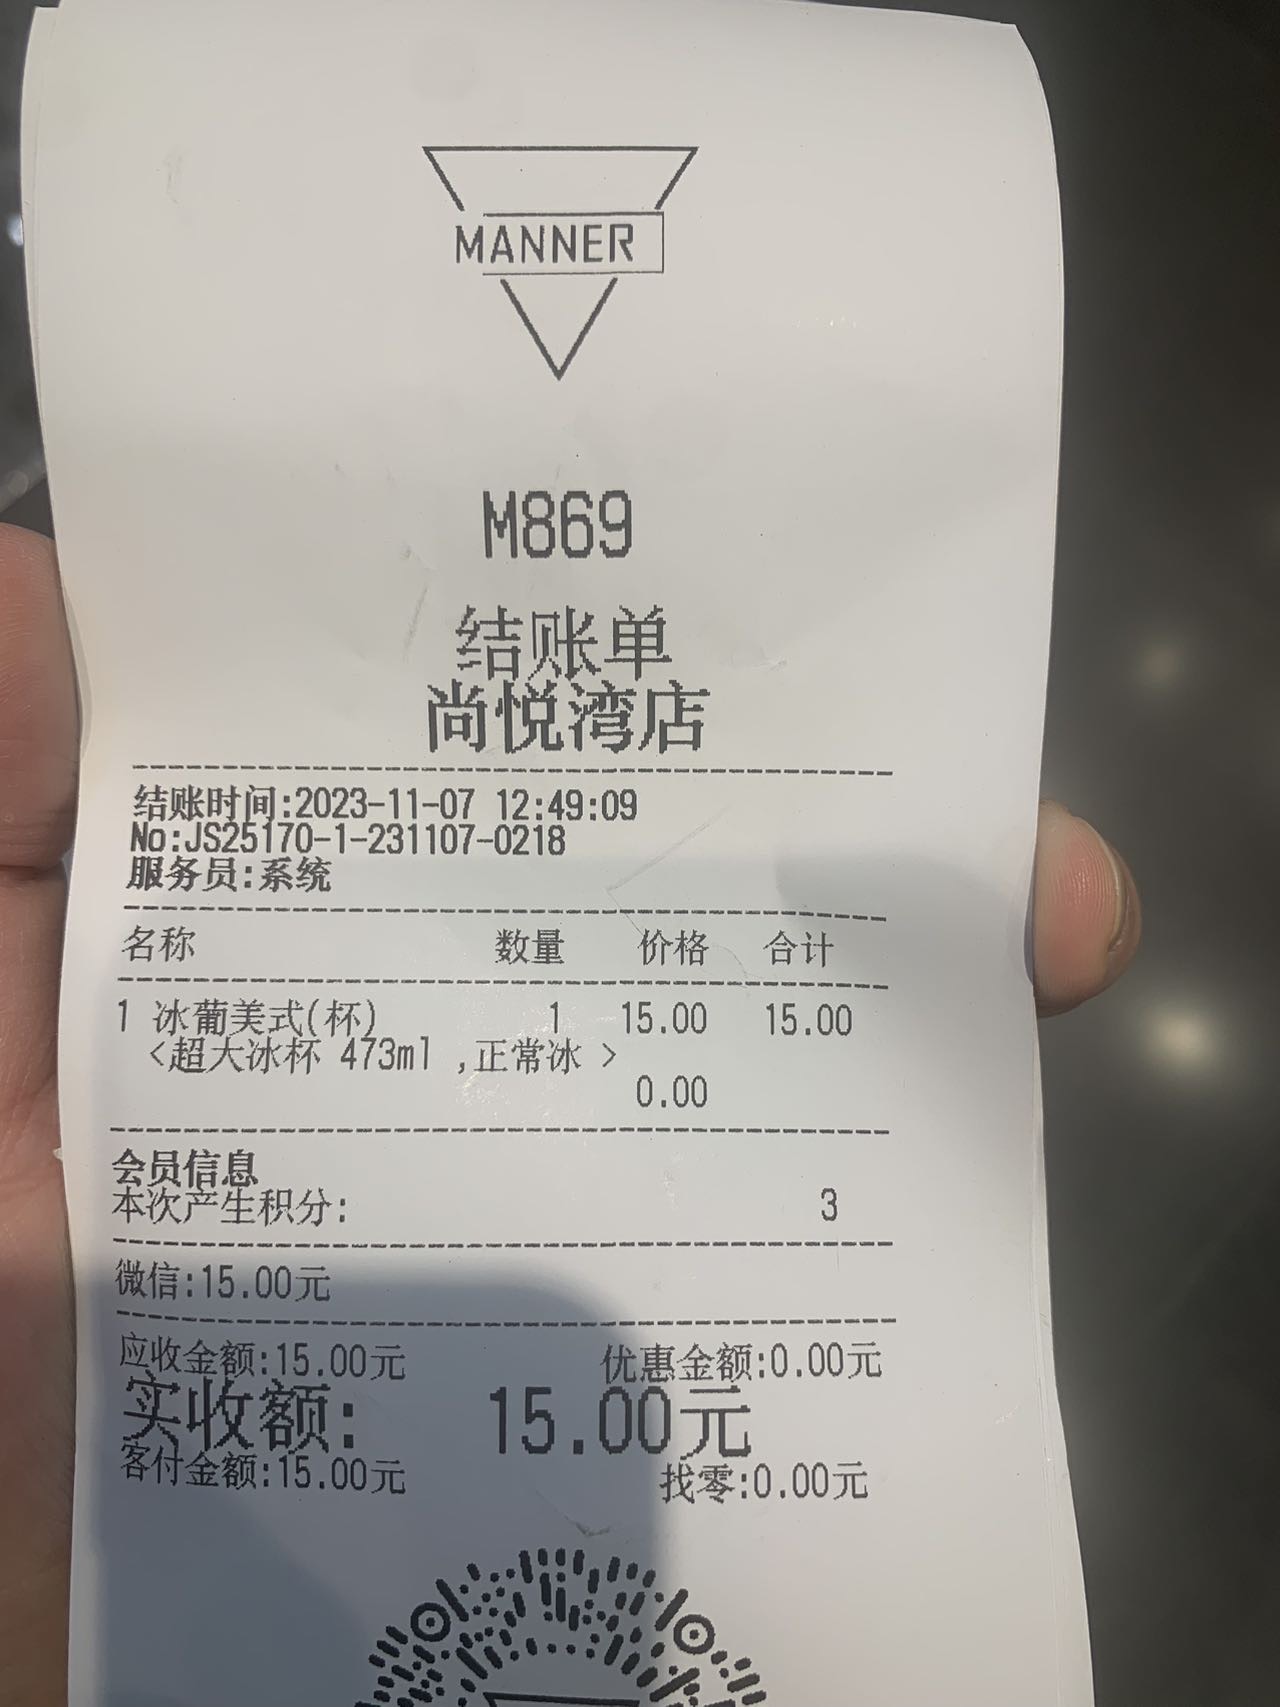 MANNER
M869
结账单
尚悦湾店
结账时间:2023-11-07 12:49:09
No:JS25170-1-231107-0218
服务员:系统
名称 数量 价格 合计
1 冰葡美式(杯) 1 15.00 15.00
<超大冰杯 473ml ,正常冰 >
0.00
会员信息
本次产生积分: 3
微信:15.00元
应收金额:15.00元 优惠金额:0.00元
实收额: 15.00元
客付金额:15.00元 找零:0.00元